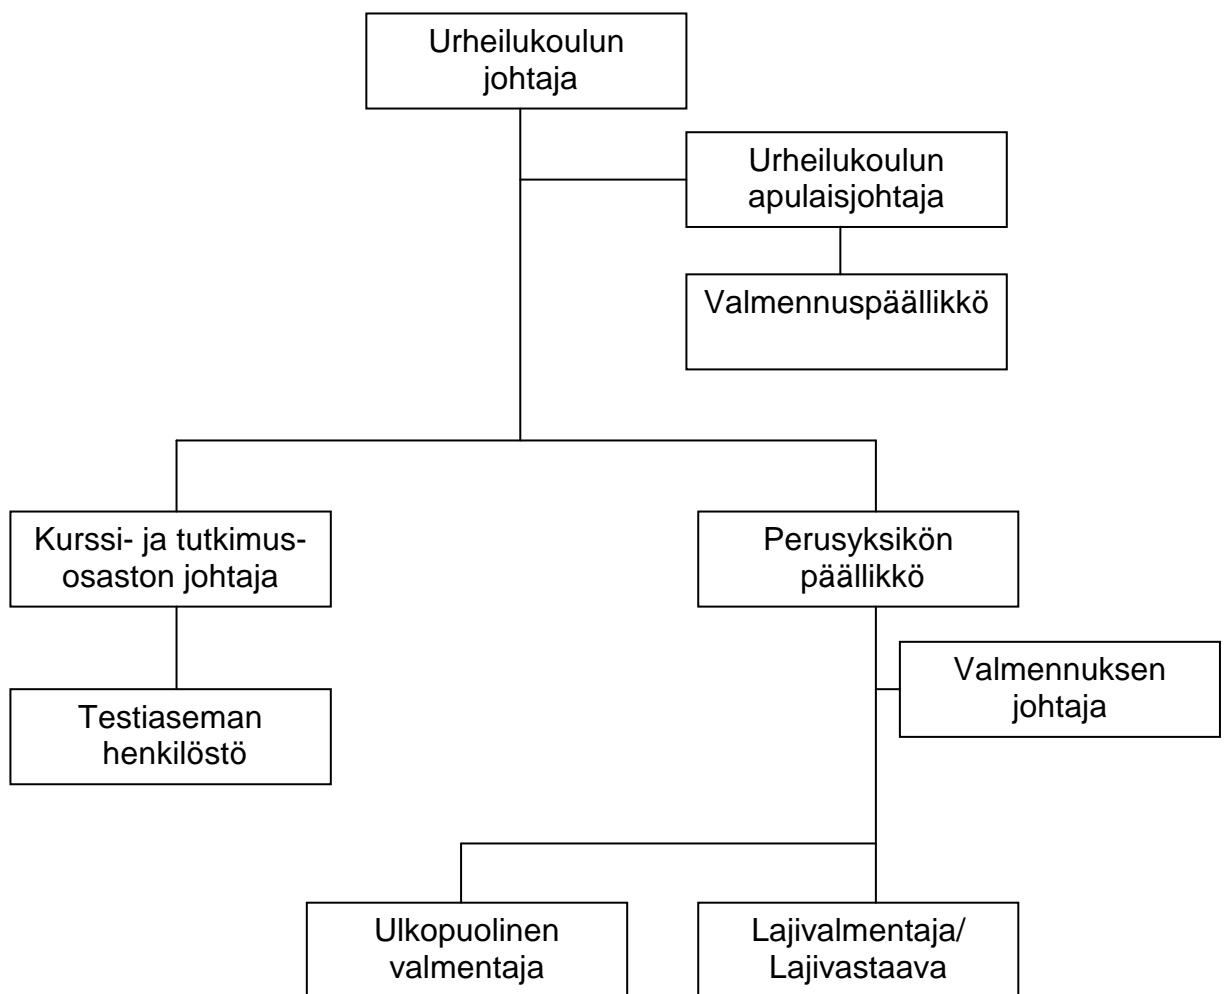 Urheilukoulun
johtaja
Urheilukoulun
apulaisjohtaja
Valmennuspäällikkö
Kurssi- ja tutkimus-
osaston johtaja
Perusyksikön
päällikkö
Valmennuksen
johtaja
Testiaseman
henkilöstö
Ulkopuolinen
valmentaja
Lajivalmentaja/
Lajivastaava